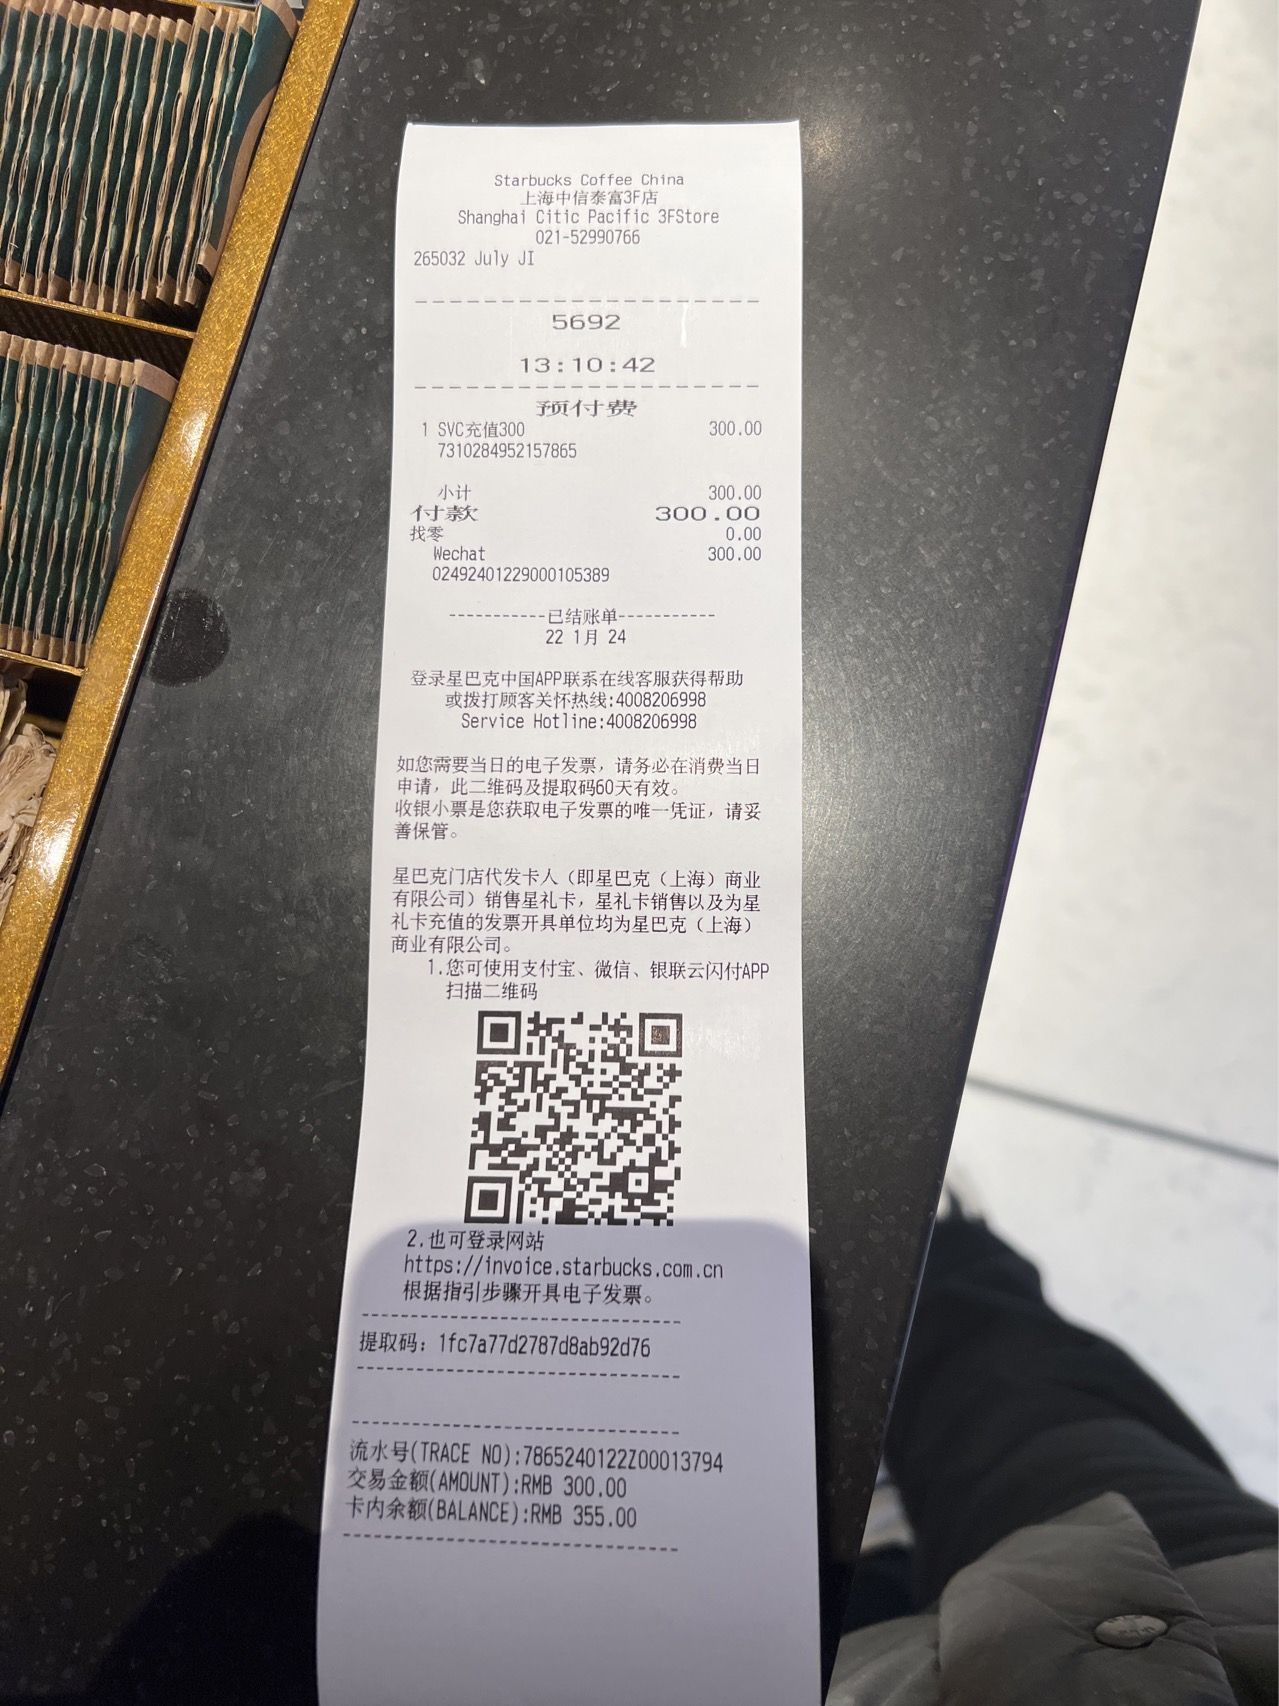 Starbucks Coffee China
上海中信泰富3F店
Shanghai Citic Pacific 3FStore
021-52990766
265032 July JI
5692
13:10:42
预付费
1 SVC充值300 300.00
7310284952157865
小计 300.00
付款 300.00
找零 0.00
Wechat 300.00
02492401229000105389
-----------已结账单-----------
22 1月 24
登录星巴克中国APP联系在线客服获得帮助
或拨打顾客关怀热线:4008206998
Service Hotline:4008206998
如您需要当日的电子发票，请务必在消费当日
申请，此二维码及提取码60天有效。
收银小票是您获取电子发票的唯一凭证，请妥
善保管。
星巴克门店代发卡人（即星巴克（上海）商业
有限公司）销售星礼卡，星礼卡销售以及为星
礼卡充值的发票开具单位均为星巴克（上海）
商业有限公司。
1.您可使用支付宝、微信、银联云闪付APP
扫描二维码
2.也可登录网站
https://invoice.starbucks.com.cn
根据指引步骤开具电子发票。
提取码：1fc7a77d2787d8ab92d76
流水号(TRACE NO):7865240122Z00013794
交易金额(AMOUNT):RMB 300.00
卡内余额(BALANCE):RMB 355.00